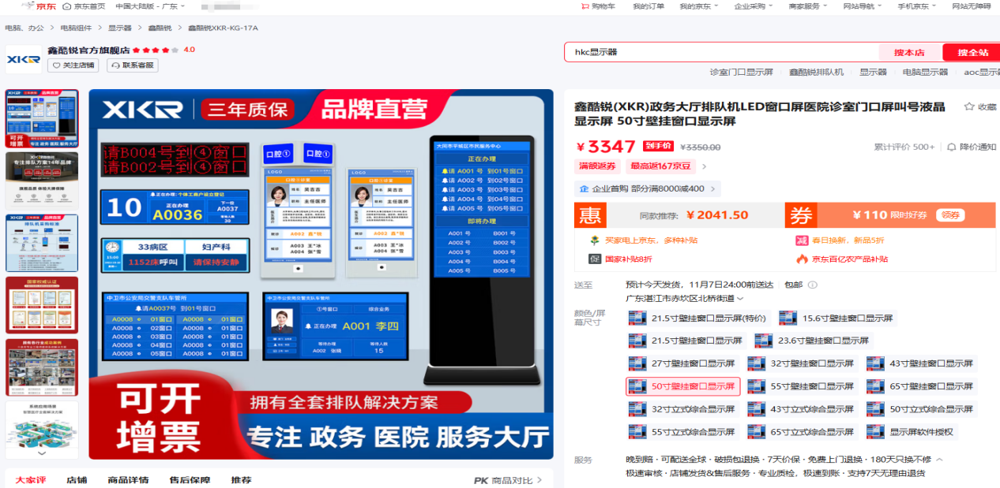 京东 京东首页 中国大陆版 - 广东
购物车 我的订单 我的京东 企业采购 商家服务 网站导航 手机京东 网站无障碍
电脑、办公 > 电脑组件 > 显示器 > 鑫酷锐 > 鑫酷锐XKR-KG-17A
XKR
鑫酷锐官方旗舰店 4.0
关注店铺 联系客服
hkc显示器 搜本店 搜全站
诊室门口显示屏 鑫酷锐排队机 显示器 电脑显示器 aoc显示
XKR 三年质保 品牌直营
请B004号到④窗口
请B002号到④窗口
10
正在办理: 个体工商户设立登记
正在办理
A0036
下一位
A0037
等候人数
30
33病区 妇产科
1152床呼叫 请保持安静
口腔① 口腔①
LOGO
口腔①诊室
吴吉吉
主任医师
A003 王*冰
A004 张*雪
LOGO
吴吉吉
主任医师
A003 王*冰
A004 张*雪
大同市平城区市民服务中心
正在办理
请 A001 号 到01号窗口
请 A002 号 到02号窗口
请 A003 号 到03号窗口
请 A004 号 到04号窗口
请 A005 号 到05号窗口
即将办理
A001 号 B001 号
A002 号 B002 号
A003 号 B003 号
A004 号 B004 号
A005 号 B005 号
中卫市公安局交警支队车管所
请A0037号 到01号窗口
A0008 01窗口 A0008 01窗口
A0008 02窗口 A0008 01窗口
A0008 03窗口 A0008 01窗口
A0008 04窗口 A0008 01窗口
A0008 05窗口 A0008 01窗口
中卫市公安局交警支队车管所
①号窗口 综合业务
正在办理 A001 李四
等待办理 等待人数
A002 张晓 15
可开
增票
拥有全套排队解决方案
专注 政务 医院 服务大厅
大家评 店铺 商品详情 售后保障 推荐 PK 商品对比 >
鑫酷锐(XKR)政务大厅排队机LED窗口屏医院诊室门口屏叫号液晶
显示屏 50寸壁挂窗口显示屏
收藏
¥3347 到手价 ¥3350.00 累计评价 500+ 降价通知
满额返券 最高返167京豆 >
企业首购 部分满8000减400 >
惠 同款推荐: ¥2041.50 券 ¥110 限时好券 领券
买家电上京东，多种补贴 减 春日换新，新品5折
促 国家补贴8折 京东百亿农产品补贴
送至 预计今天发货，11月7日24:00前送达 包邮
广东湛江市赤坎区北桥街道
颜色/屏
幕尺寸
21.5寸壁挂窗口显示屏(特价) 15.6寸壁挂窗口显示屏
21.5寸壁挂窗口显示屏 23.6寸壁挂窗口显示屏
27寸壁挂窗口显示屏 32寸壁挂窗口显示屏 43寸壁挂窗口显示屏
50寸壁挂窗口显示屏 55寸壁挂窗口显示屏 65寸壁挂窗口显示屏
32寸立式综合显示屏 43寸立式综合显示屏 50寸立式综合显示屏
55寸立式综合显示屏 65寸立式综合显示屏 显示屏软件授权
服务 晚到赔 · 可配送全球 · 破损包退换 · 7天价保 · 免费上门退换 · 180天只换不修
极速审核 · 店铺发货&售后服务 · 专业质检，极速到账 · 支持7天无理由退货